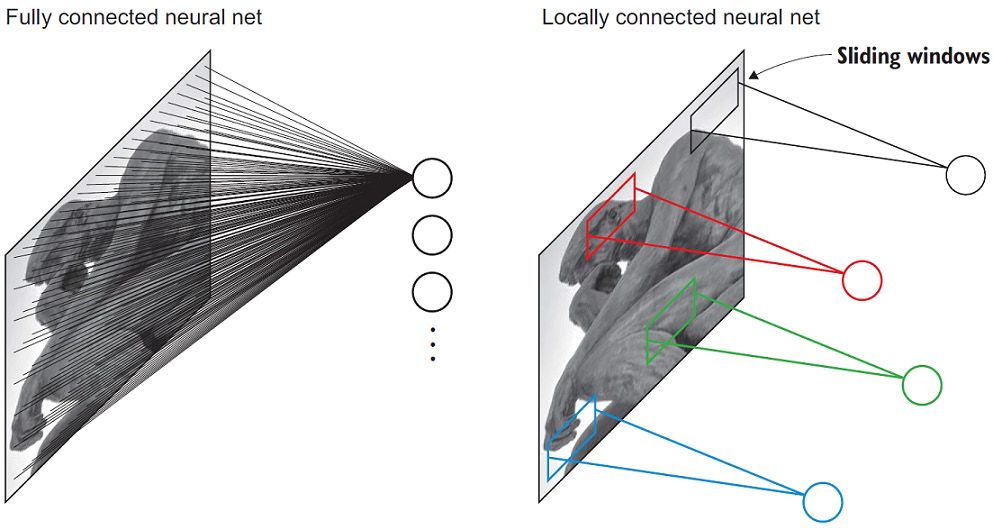 Fully connected neural net
Locally connected neural net
Sliding windows